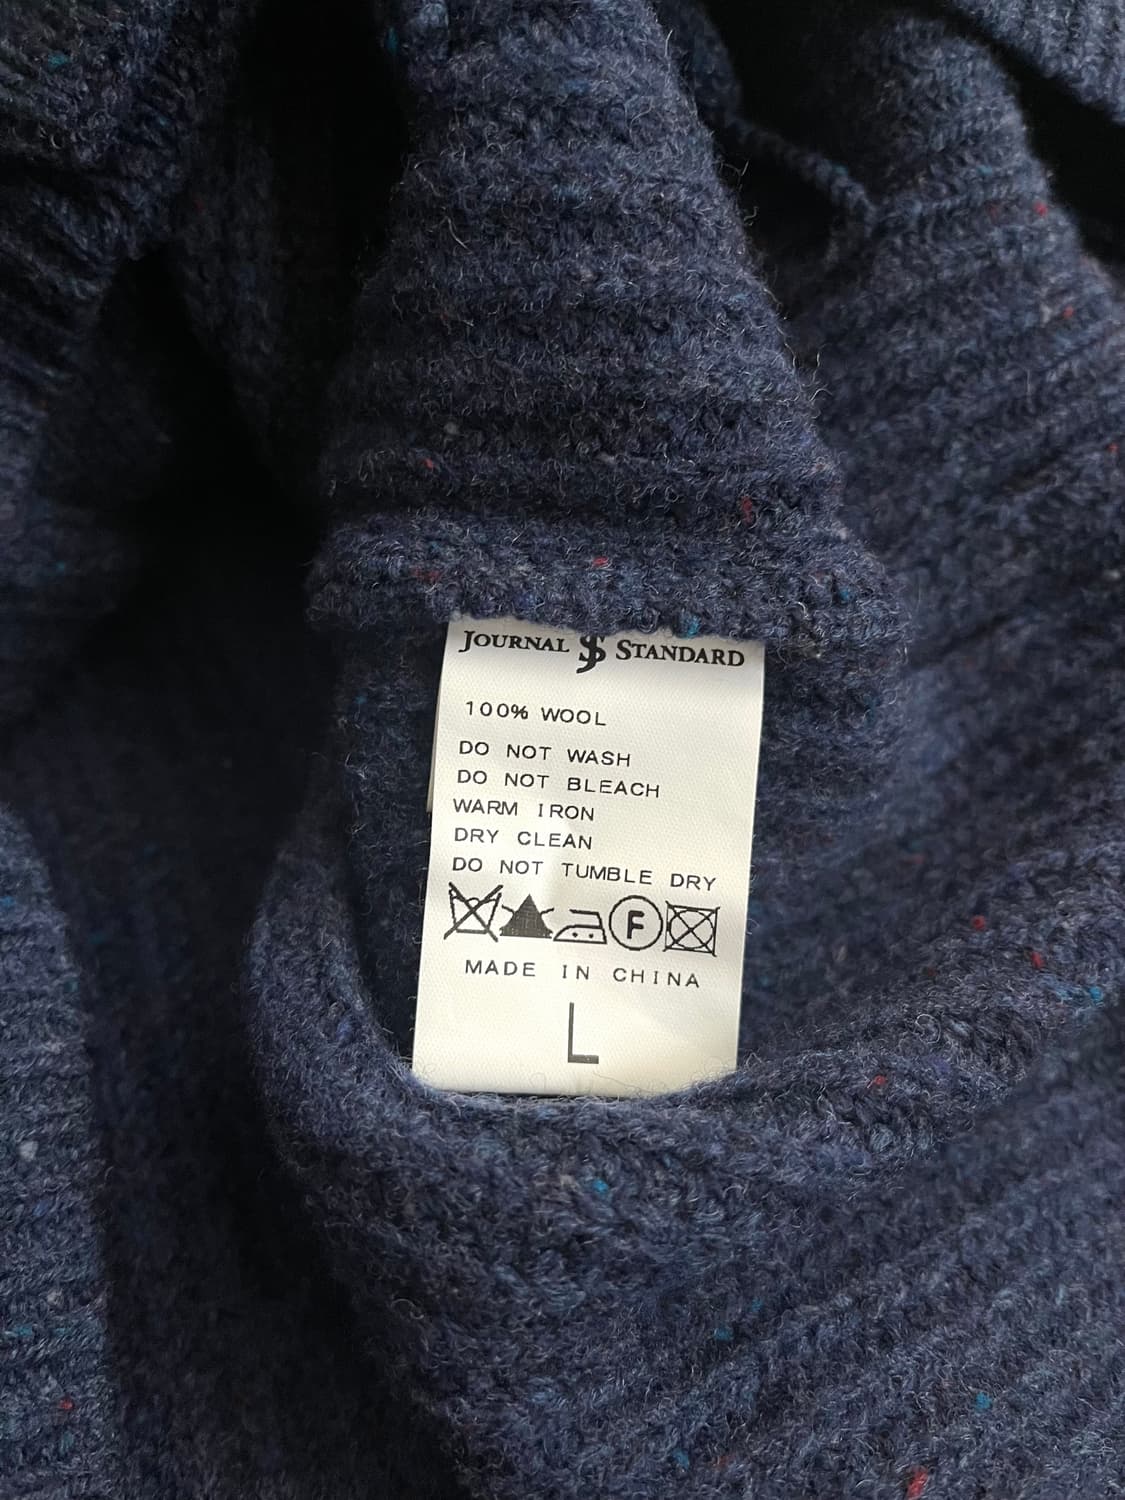 JOURNAL JS STANDARD
100% WOOL
DO NOT WASH
DO NOT BLEACH
WARM IRON
DRY CLEAN
DO NOT TUMBLE DRY
F
MADE IN CHINA
L